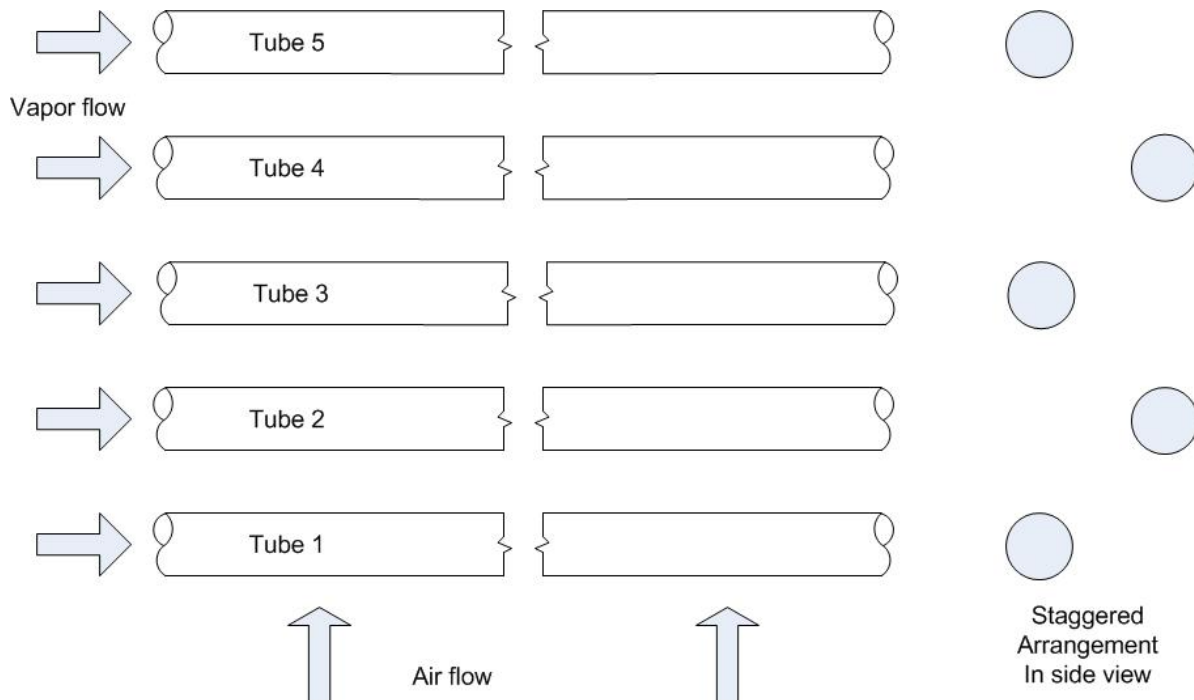 Tube 5
Vapor flow
Tube 4
Tube 3
Tube 2
Tube 1
Air flow
Staggered
Arrangement
In side view